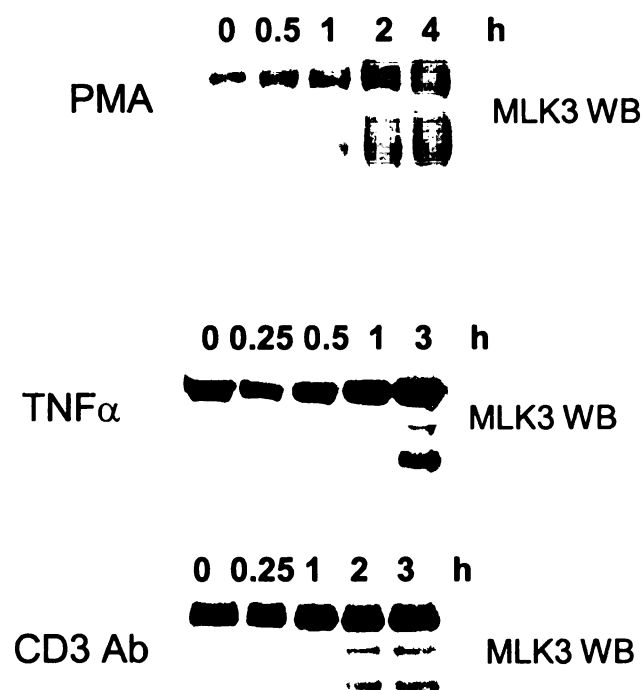 0 0.5 1 2 4 h
PMA MLK3 WB
0 0.25 0.5 1 3 h
TNFα MLK3 WB
0 0.25 1 2 3 h
CD3 Ab MLK3 WB